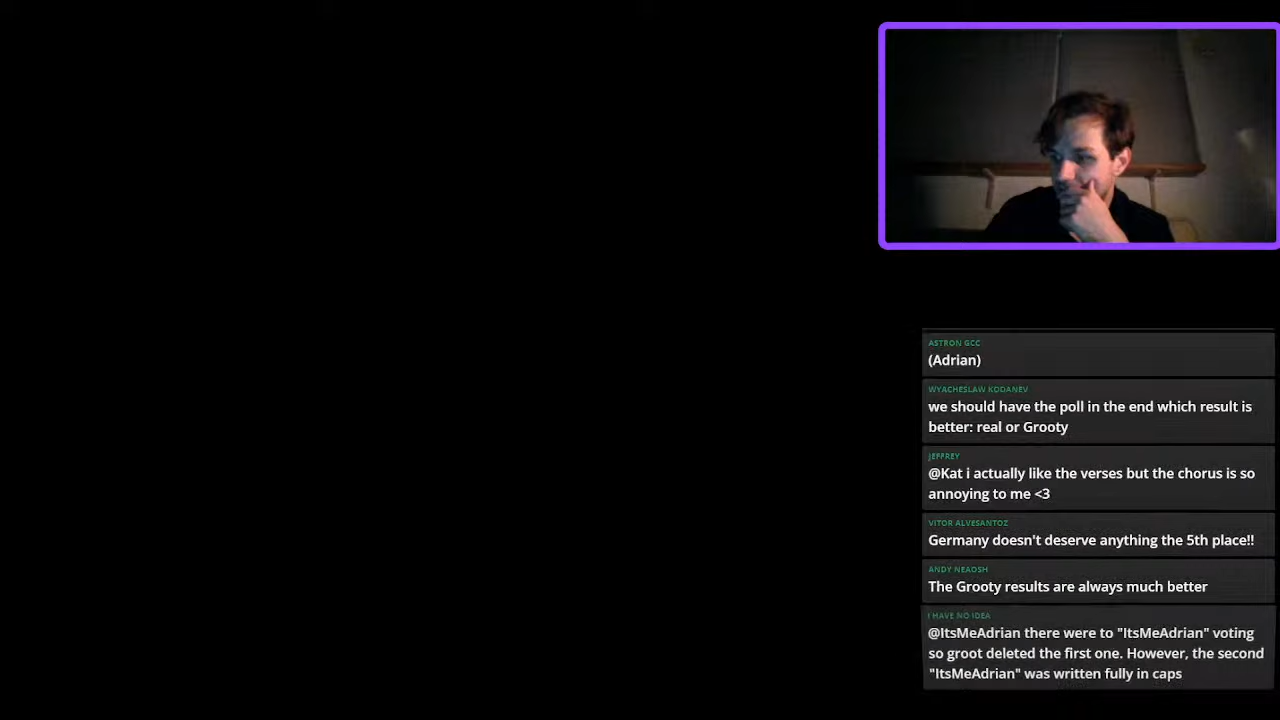 ASTRON GCC
(Adrian)
WYACHESLAW KODANEV
we should have the poll in the end which result is
better: real or Grooty
JEFFREY
@Kat i actually like the verses but the chorus is so
annoying to me <3
VITOR ALVESANTOZ
Germany doesn't deserve anything the 5th place!!
ANDY NEADSH
The Grooty results are always much better
I HAVE NO IDEA
@ItsMeAdrian there were to "ItsMeAdrian" voting
so groot deleted the first one. However, the second
"ItsMeAdrian" was written fully in caps